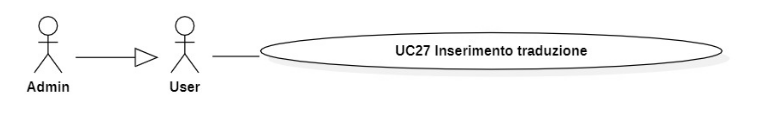 UC27 Inserimento traduzione
Admin
User